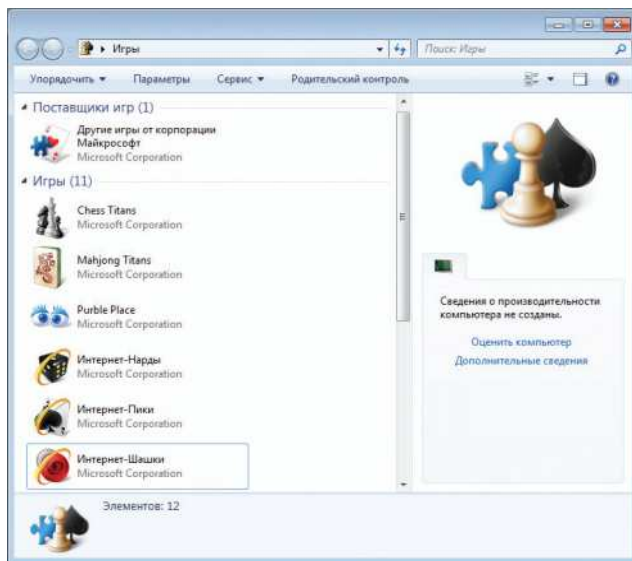 Игры
Поиск: Игры
Упорядочить
Параметры
Сервис
Родительский контроль
Поставщики игр (1)
Другие игры от корпорации
Майкрософт
Microsoft Corporation
Игры (11)
Chess Titans
Microsoft Corporation
Mahjong Titans
Microsoft Corporation
Purble Place
Microsoft Corporation
Интернет-Нарды
Microsoft Corporation
Интернет-Пики
Microsoft Corporation
Интернет-Шашки
Microsoft Corporation
Сведения о производительности
компьютера не созданы.
Оценить компьютер
Дополнительные сведения
Элементов: 12